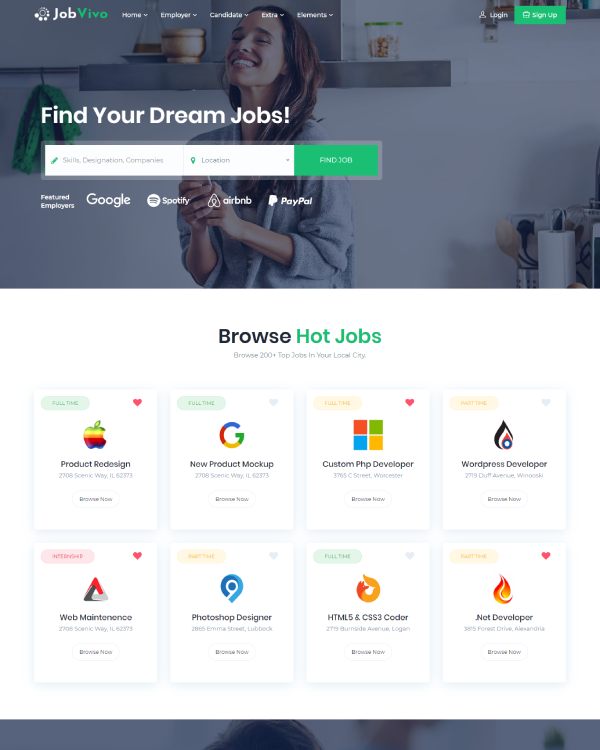 JobVivo Home Employer Candidate Extra Elements Login Sign Up
Find Your Dream Jobs!
Skills, Designation, Companies Location FIND JOB
Featured
Employers
Google Spotify airbnb PayPal
Browse Hot Jobs
Browse 200+ Top Jobs In Your Local City.
FULL TIME FULL TIME FULL TIME PART TIME
Product Redesign New Product Mockup Custom Php Developer Wordpress Developer
2708 Scenic Way, IL 62373 2708 Scenic Way, IL 62373 3765 C Street, Worcester 2719 Duff Avenue, Winooski
Browse Now Browse Now Browse Now Browse Now
INTERNSHIP PART TIME FULL TIME PART TIME
Web Maintenence Photoshop Designer HTML5 & CSS3 Coder .Net Developer
2708 Scenic Way, IL 62373 2865 Emma Street, Lubbock 2719 Burnside Avenue, Logan 3815 Forest Drive, Alexandria
Browse Now Browse Now Browse Now Browse Now